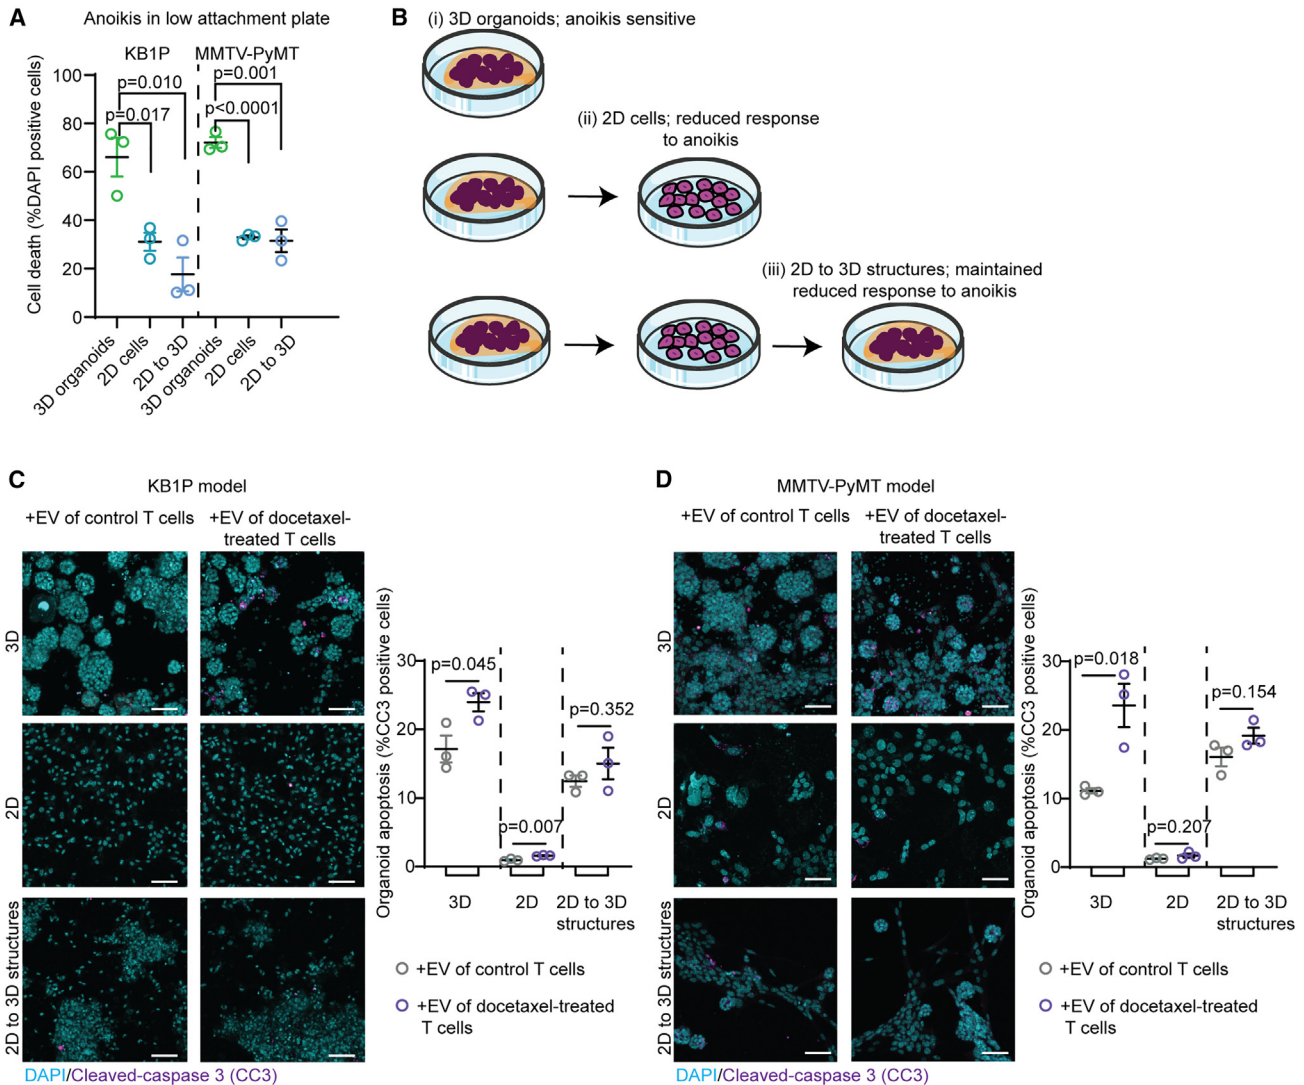 A
Anoikis in low attachment plate
KB1P
MMTV-PyMT
Cell death (%DAPI positive cells)
100
80
60
40
20
0
p=0.010
p=0.017
p=0.001
p<0.0001
3D organoids
2D cells
2D to 3D
3D organoids
2D cells
2D to 3D
B
(i) 3D organoids; anoikis sensitive
(ii) 2D cells; reduced response
to anoikis
(iii) 2D to 3D structures; maintained
reduced response to anoikis
C
KB1P model
+EV of control T cells
+EV of docetaxel-
treated T cells
3D
2D
2D to 3D structures
DAPI/Cleaved-caspase 3 (CC3)
Organoid apoptosis (%CC3 positive cells)
30
20
10
0
p=0.045
p=0.007
p=0.352
3D
2D
2D to 3D
structures
+EV of control T cells
+EV of docetaxel-treated
T cells
D
MMTV-PyMT model
+EV of control T cells
+EV of docetaxel-
treated T cells
3D
2D
2D to 3D structures
DAPI/Cleaved-caspase 3 (CC3)
Organoid apoptosis (%CC3 positive cells)
30
20
10
0
p=0.018
p=0.207
p=0.154
3D
2D
2D to 3D
structures
+EV of control T cells
+EV of docetaxel-treated
T cells